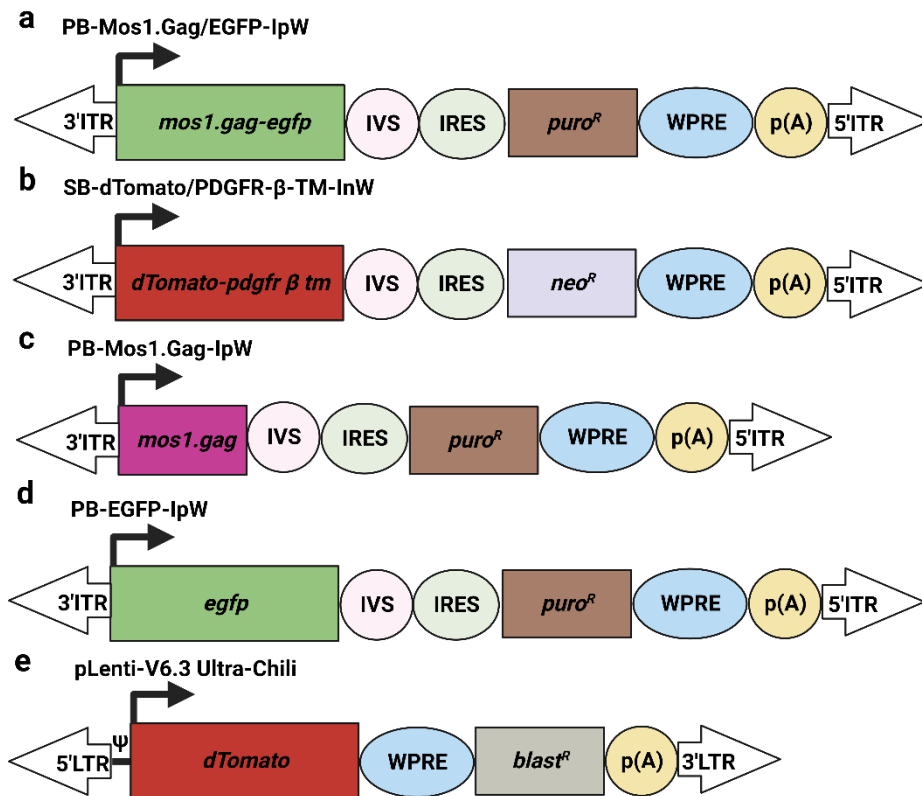 a
PB-Mos1.Gag/EGFP-IpW
3'ITR mos1.gag-egfp IVS IRES puroᴿ WPRE p(A) 5'ITR
b
SB-dTomato/PDGFR-β-TM-InW
3'ITR dTomato-pdgfr β tm IVS IRES neoᴿ WPRE p(A) 5'ITR
c
PB-Mos1.Gag-IpW
3'ITR mos1.gag IVS IRES puroᴿ WPRE p(A) 5'ITR
d
PB-EGFP-IpW
3'ITR egfp IVS IRES puroᴿ WPRE p(A) 5'ITR
e
pLenti-V6.3 Ultra-Chili
5'LTR Ψ dTomato WPRE blastᴿ p(A) 3'LTR